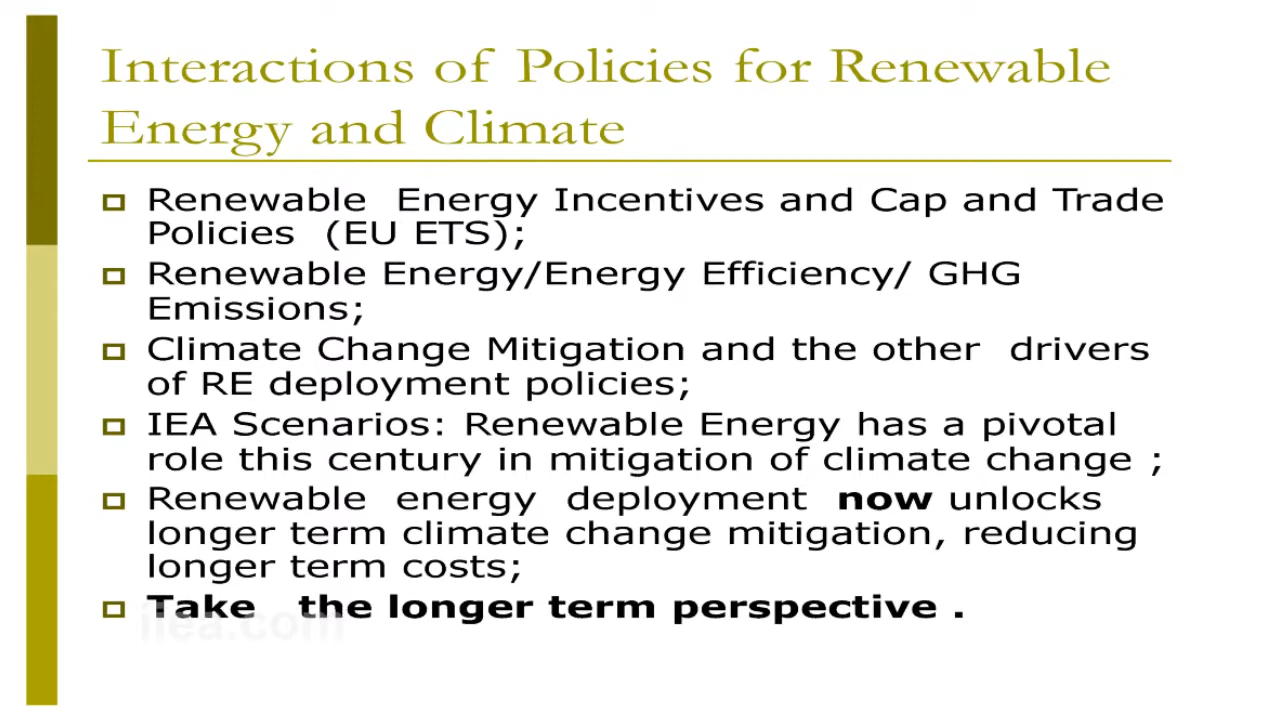 Interactions of Policies for Renewable
Energy and Climate
Renewable Energy Incentives and Cap and Trade
Policies (EU ETS);
Renewable Energy/Energy Efficiency/ GHG
Emissions;
Climate Change Mitigation and the other drivers
of RE deployment policies;
IEA Scenarios: Renewable Energy has a pivotal
role this century in mitigation of climate change ;
Renewable energy deployment now unlocks
longer term climate change mitigation, reducing
longer term costs;
Take the longer term perspective .
iiea.com